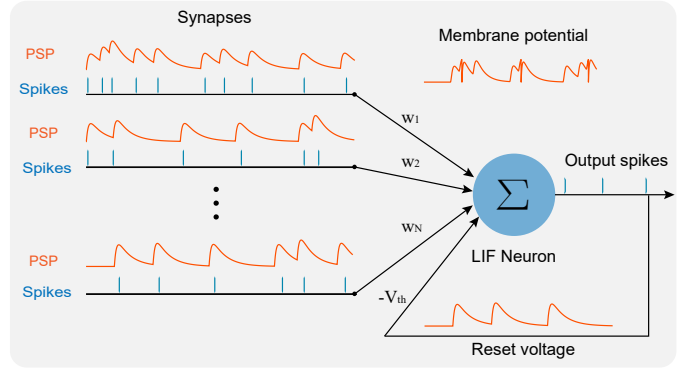 Synapses
PSP
Spikes
Membrane potential
w1
PSP
Spikes
w2
Output spikes
Σ
wN
LIF Neuron
PSP
Spikes
-Vth
Reset voltage